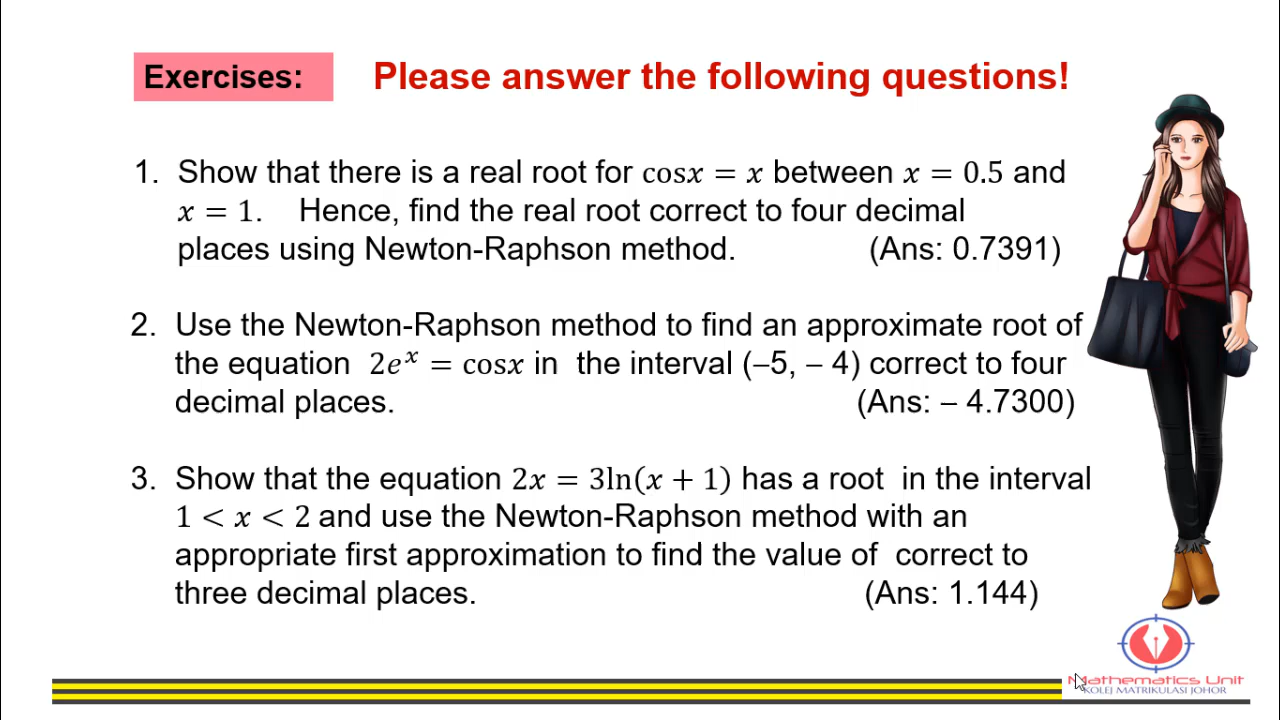 Exercises: Please answer the following questions!
1. Show that there is a real root for cosx = x between x = 0.5 and
x = 1. Hence, find the real root correct to four decimal
places using Newton-Raphson method. (Ans: 0.7391)
2. Use the Newton-Raphson method to find an approximate root of
the equation 2eˣ = cosx in the interval (–5, – 4) correct to four
decimal places. (Ans: – 4.7300)
3. Show that the equation 2x = 3ln(x + 1) has a root in the interval
1 < x < 2 and use the Newton-Raphson method with an
appropriate first approximation to find the value of correct to
three decimal places. (Ans: 1.144)
Mathematics Unit
KOLEJ MATRIKULASI JOHOR